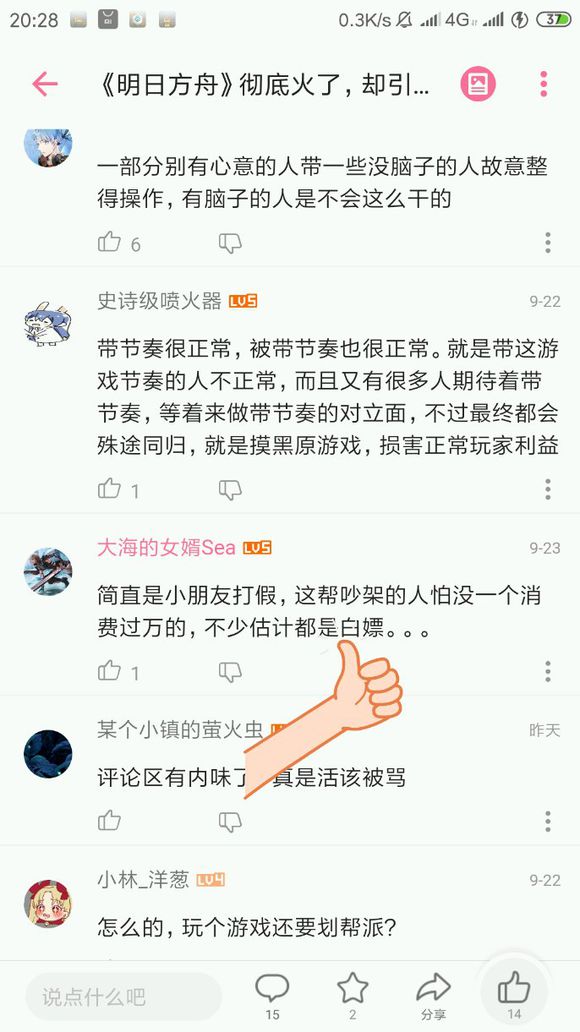 20:28
0.3K/s 4G 37
《明日方舟》彻底火了，却引...
一部分别有心意的人带一些没脑子的人故意整
得操作，有脑子的人是不会这么干的
6
史诗级喷火器 LV5 9-22
带节奏很正常，被带节奏也很正常。就是带这游
戏节奏的人不正常，而且又有很多人期待着带
节奏，等着来做带节奏的对立面，不过最终都会
殊途同归，就是摸黑原游戏，损害正常玩家利益
1
大海的女婿Sea LV5 9-23
简直是小朋友打假，这帮吵架的人怕没一个消
费过万的，不少估计都是白嫖。。。
1
某个小镇的萤火虫 昨天
评论区有内味了 真是活该被骂
小林_洋葱 LV4 9-22
怎么的，玩个游戏还要划帮派？
说点什么吧 15 2 分享 14